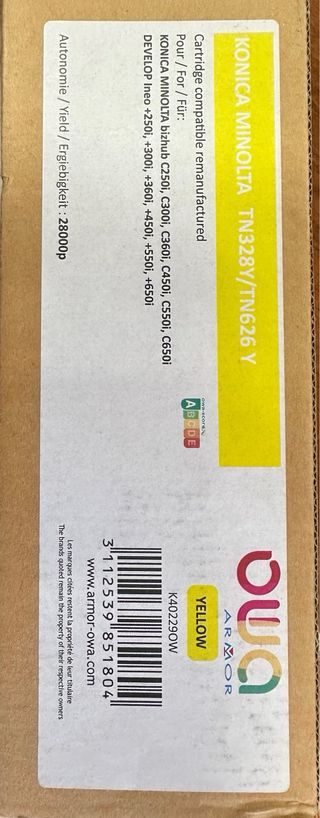 KONICA MINOLTA TN328Y/TN626 Y
Cartridge compatible remanufactured
Pour / For / Für:
KONICA MINOLTA bizhub C250i, C300i, C360i, C450i, C550i, C650i
DEVELOP Ineo +250i, +300i, +360i, +450i, +550i, +650i
Autonomie / Yield / Ergiebigkeit : 28000p
A B C D E
owa
ARMOR
YELLOW
K40229OW
3 112539 851804
www.armor-owa.com
Les marques citées restent la propriété de leur titulaire
The brands quoted remain the property of their respective owners